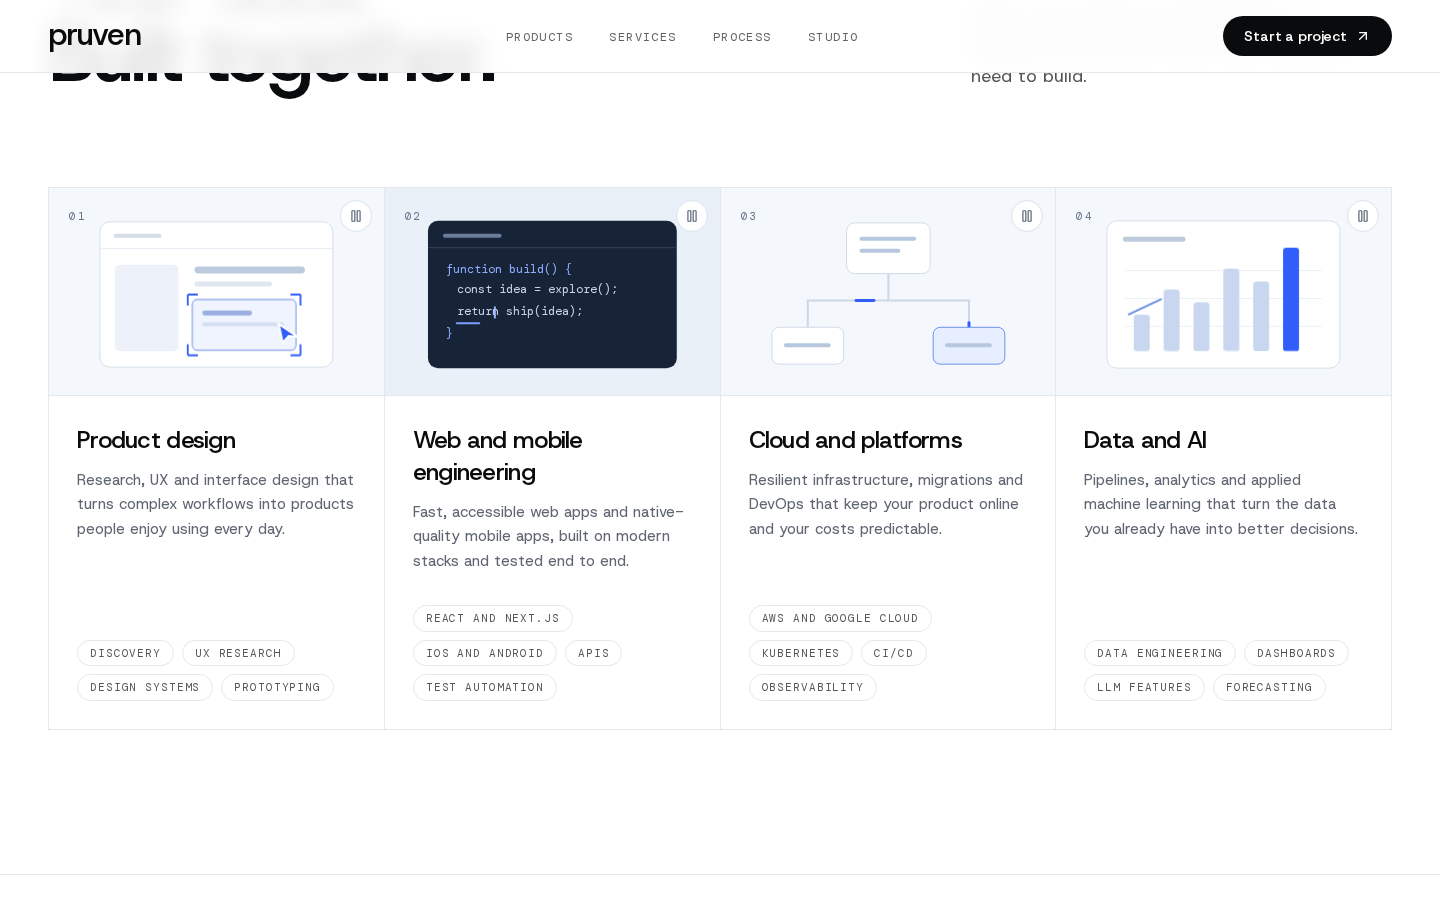 pruven
PRODUCTS SERVICES PROCESS STUDIO
Start a project
Built together
need to build.
01
02
function build() {
const idea = explore();
return ship(idea);
}
03
04
Product design
Research, UX and interface design that
turns complex workflows into products
people enjoy using every day.
DISCOVERY UX RESEARCH
DESIGN SYSTEMS PROTOTYPING
Web and mobile
engineering
Fast, accessible web apps and native-
quality mobile apps, built on modern
stacks and tested end to end.
REACT AND NEXT.JS
IOS AND ANDROID APIS
TEST AUTOMATION
Cloud and platforms
Resilient infrastructure, migrations and
DevOps that keep your product online
and your costs predictable.
AWS AND GOOGLE CLOUD
KUBERNETES CI/CD
OBSERVABILITY
Data and AI
Pipelines, analytics and applied
machine learning that turn the data
you already have into better decisions.
DATA ENGINEERING DASHBOARDS
LLM FEATURES FORECASTING